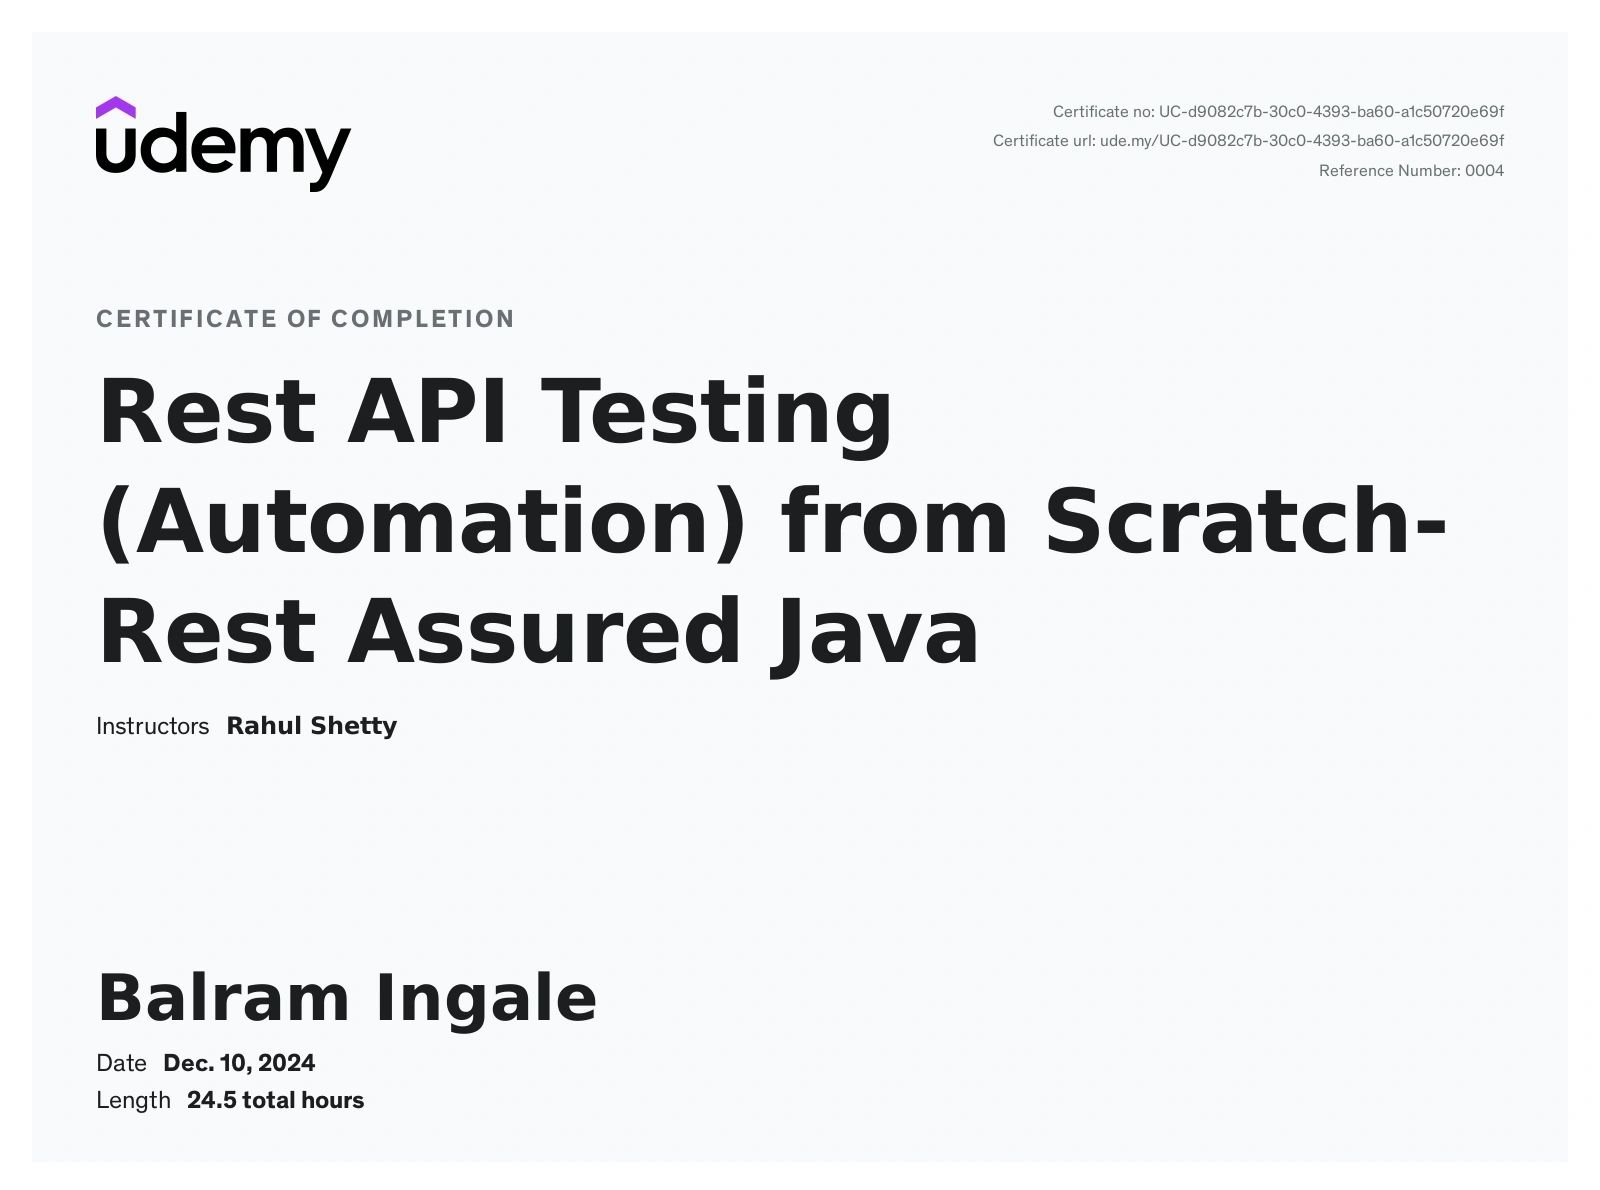 udemy
Certificate no: UC-d9082c7b-30c0-4393-ba60-a1c50720e69f
Certificate url: ude.my/UC-d9082c7b-30c0-4393-ba60-a1c50720e69f
Reference Number: 0004
CERTIFICATE OF COMPLETION
Rest API Testing
(Automation) from Scratch-
Rest Assured Java
Instructors Rahul Shetty
Balram Ingale
Date Dec. 10, 2024
Length 24.5 total hours